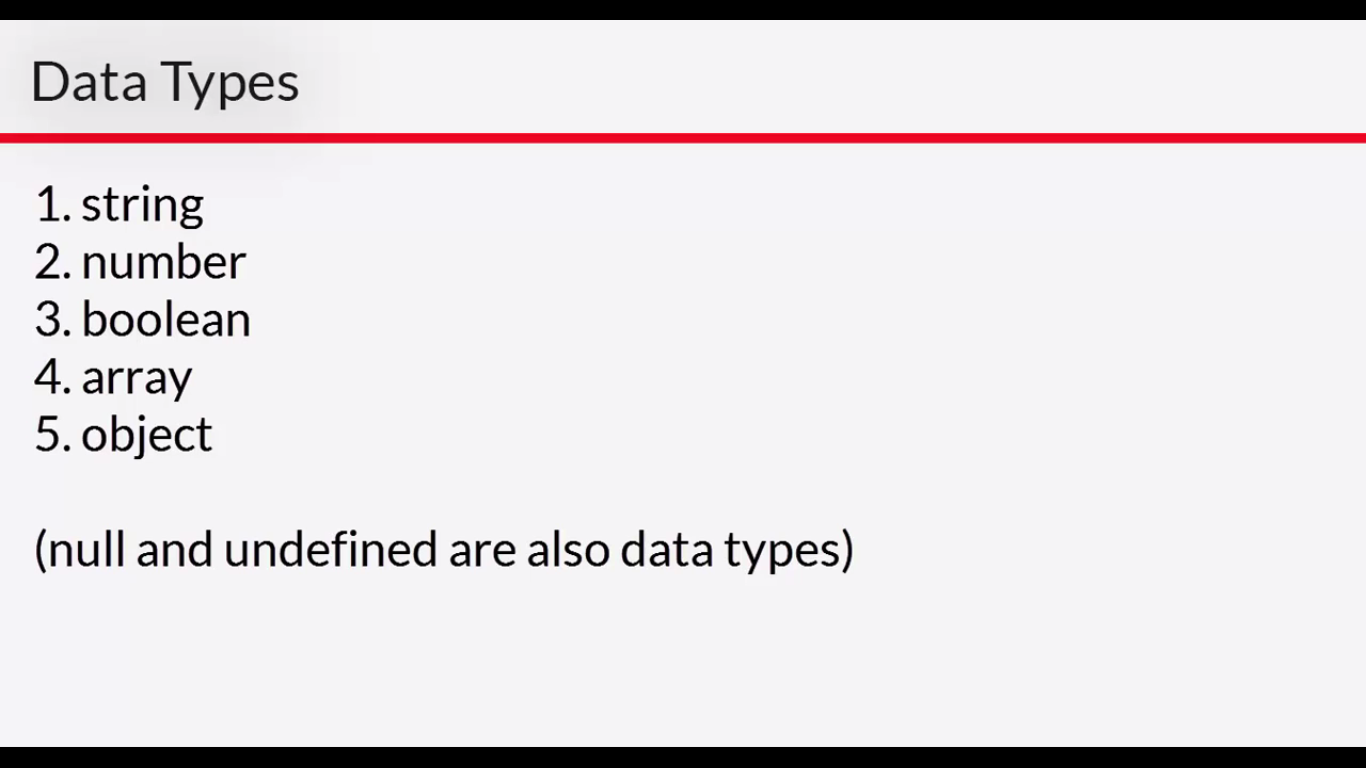 Data Types
1. string
2. number
3. boolean
4. array
5. object
(null and undefined are also data types)